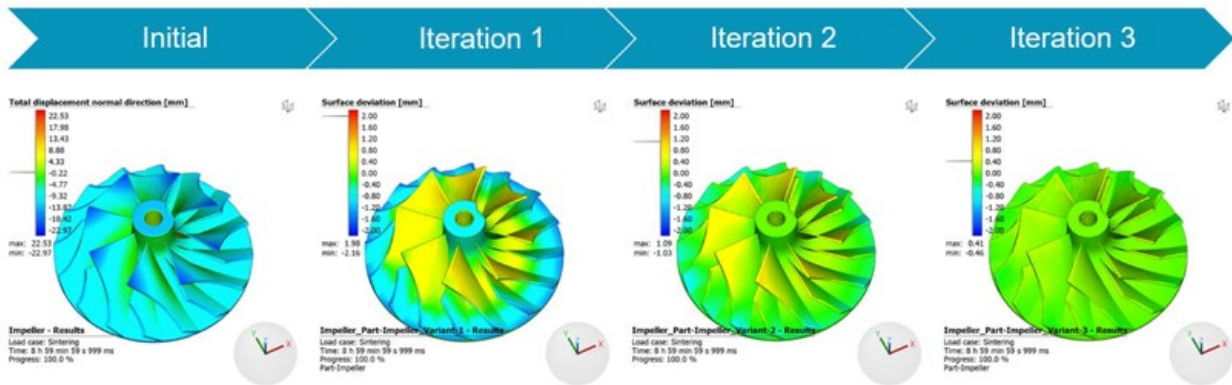 Initial
Iteration 1
Iteration 2
Iteration 3
Total displacement normal direction [mm]
22.53
17.98
13.43
8.88
4.33
-0.22
-4.77
-9.32
-13.87
-18.42
-22.97
max: 22.53
min: -22.97
Impeller - Results
Load case: Sintering
Time: 8 h 59 min 59 s 999 ms
Progress: 100.0 %
Y
X
Surface deviation [mm]
2.00
1.60
1.20
0.80
0.40
-0.00
-0.40
-0.80
-1.20
-1.60
-2.00
max: 1.98
min: -2.16
Impeller_Part-Impeller_Variant-1 - Results
Load case: Sintering
Time: 8 h 59 min 59 s 999 ms
Progress: 100.0 %
Part-Impeller
Y
X
Surface deviation [mm]
2.00
1.60
1.20
0.80
0.40
-0.00
-0.40
-0.80
-1.20
-1.60
-2.00
max: 1.09
min: -1.03
Impeller_Part-Impeller_Variant-2 - Results
Load case: Sintering
Time: 8 h 59 min 59 s 999 ms
Progress: 100.0 %
Y
X
Surface deviation [mm]
2.00
1.60
1.20
0.80
0.40
-0.00
-0.40
-0.80
-1.20
-1.60
-2.00
max: 0.41
min: -0.46
Impeller_Part-Impeller_Variant-3 - Results
Load case: Sintering
Time: 8 h 59 min 59 s 999 ms
Progress: 100.0 %
Part-Impeller
Y
X